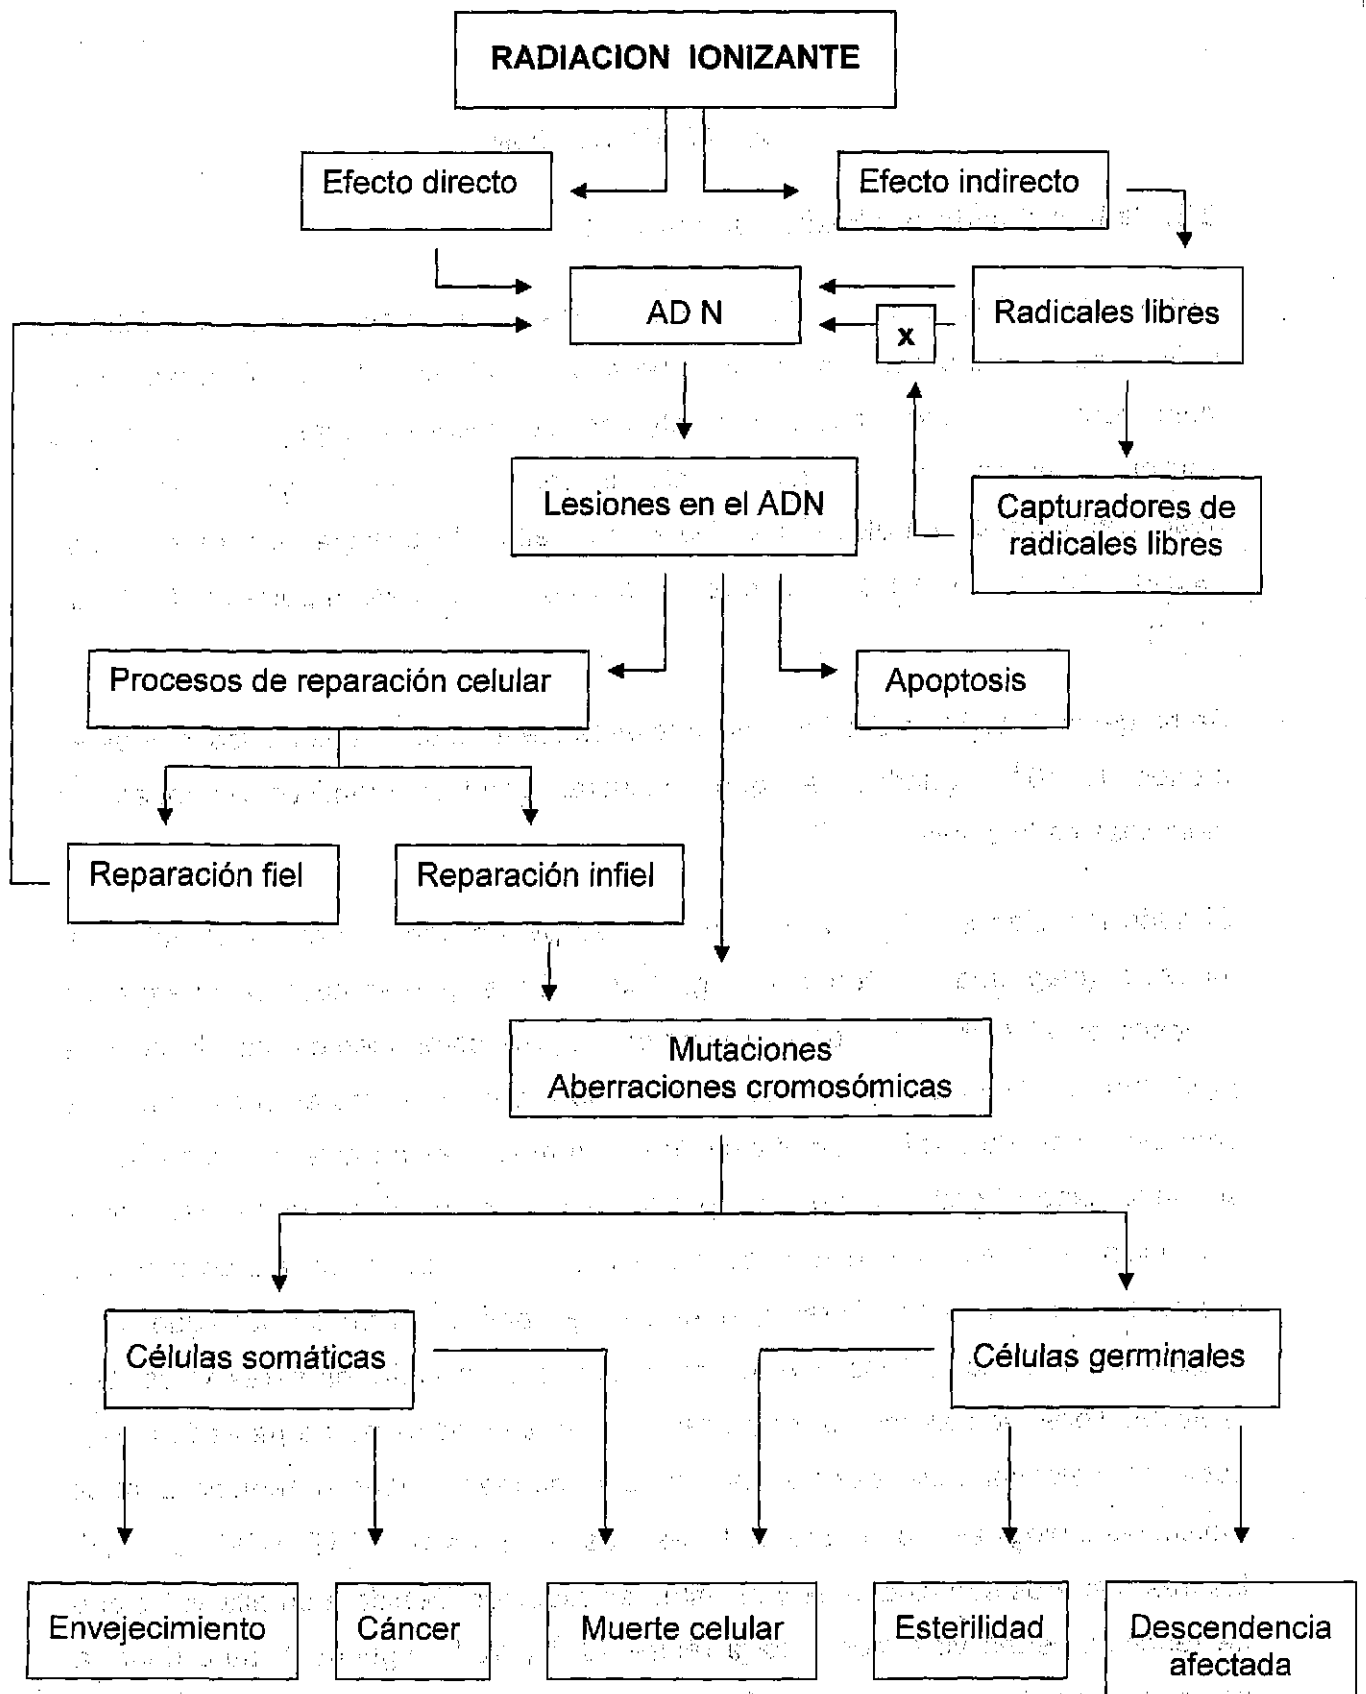 RADIACION IONIZANTE
Efecto directo
Efecto indirecto
AD N
x
Radicales libres
Lesiones en el ADN
Capturadores de
radicales libres
Procesos de reparación celular
Apoptosis
Reparación fiel
Reparación infiel
Mutaciones
Aberraciones cromosómicas
Células somáticas
Células germinales
Envejecimiento
Cáncer
Muerte celular
Esterilidad
Descendencia
afectada